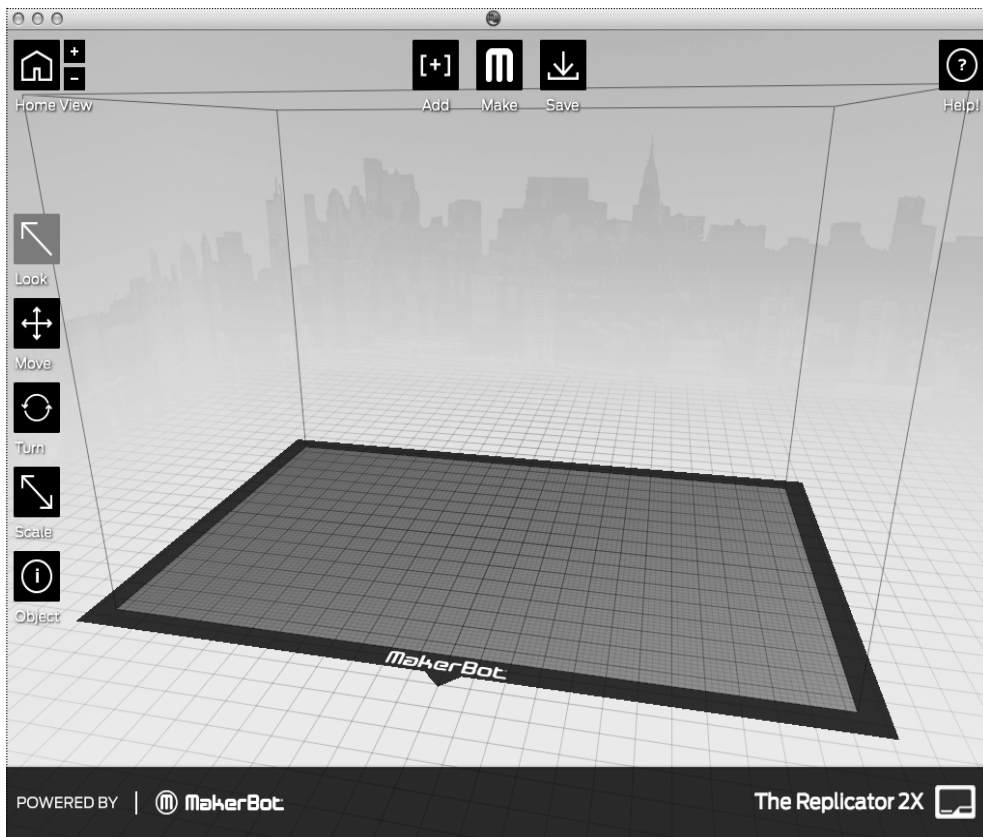 Home View
+
-
[+]
Add
Make
Save
?
Help!
Look
Move
Turn
Scale
i
Object
MakerBot
POWERED BY | MakerBot
The Replicator 2X